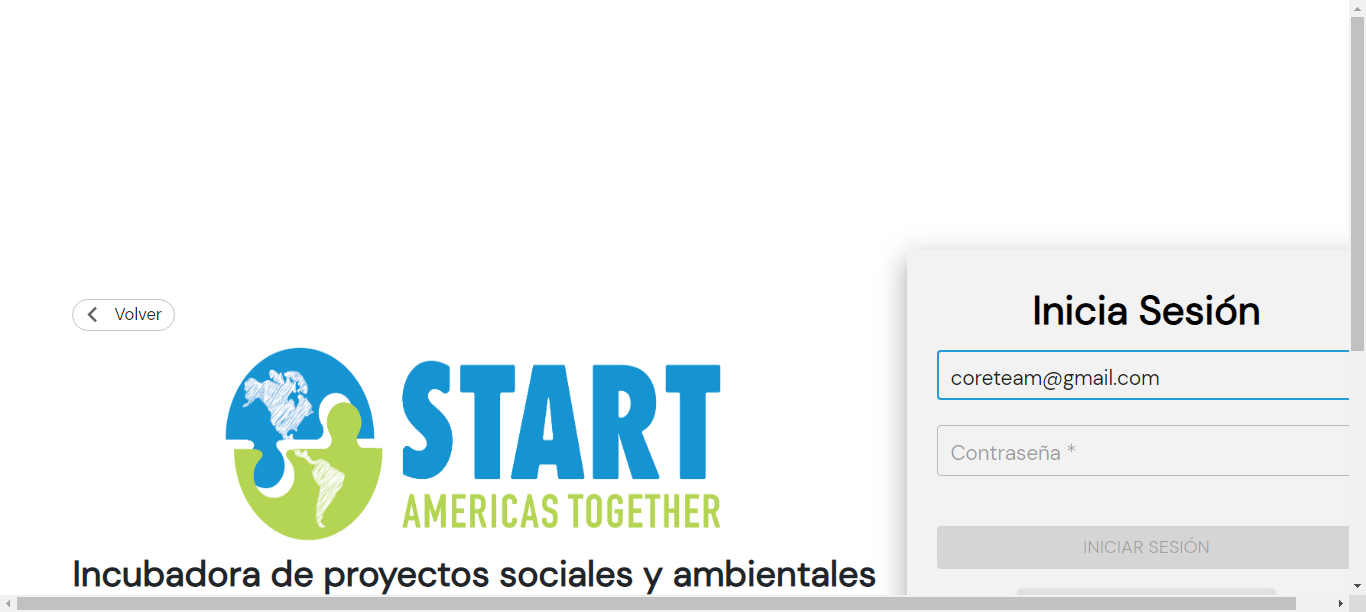 Volver
START
AMERICAS TOGETHER
Incubadora de proyectos sociales y ambientales
Inicia Sesión
coreteam@gmail.com
Contraseña *
INICIAR SESIÓN